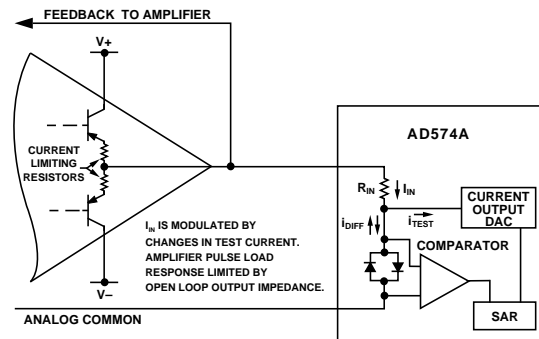 FEEDBACK TO AMPLIFIER
V+
CURRENT
LIMITING
RESISTORS
V–
IIN IS MODULATED BY
CHANGES IN TEST CURRENT.
AMPLIFIER PULSE LOAD
RESPONSE LIMITED BY
OPEN LOOP OUTPUT IMPEDANCE.
ANALOG COMMON
AD574A
RIN
IIN
iDIFF
iTEST
CURRENT
OUTPUT
DAC
COMPARATOR
SAR